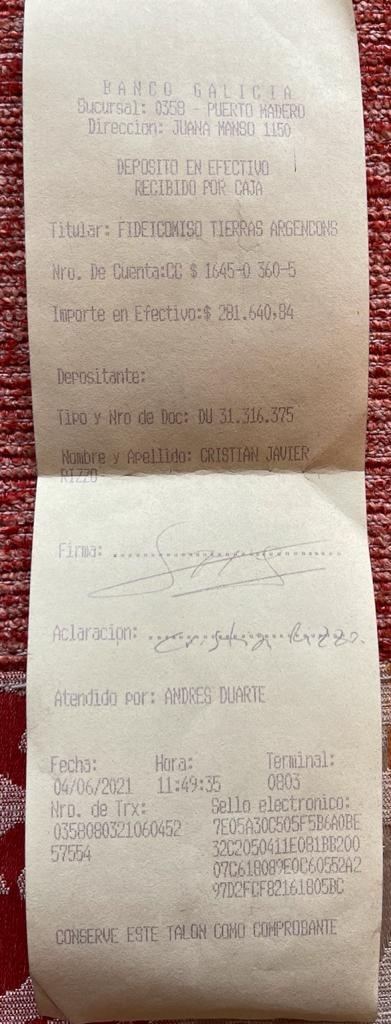 BANCO GALICIA
Sucursal: 0358 - PUERTO MADERO
Direccion: JUANA MANSO 1150
DEPOSITO EN EFECTIVO
RECIBIDO POR CAJA
Titular: FIDEICOMISO TIERRAS ARGENCONS
Nro. De Cuenta:CC $ 1645-0 360-5
Importe en Efectivo:$ 281.640,84
Depositante:
Tipo y Nro de Doc: DU 31.316.375
Nombre y Apellido: CRISTIAN JAVIER
RIZZO
Firma:
Aclaracion: Cristian Rizzo.
Atendido por: ANDRES DUARTE
Fecha: Hora: Terminal:
04/06/2021 11:49:35 0803
Nro. de Trx: Sello electronico:
0358080321060452 7E05A30C505F5B6A0BE
57554 32C2050411E0B1BB200
07C618089E0C60552A2
97D2FCF82161805BC
CONSERVE ESTE TALON COMO COMPROBANTE